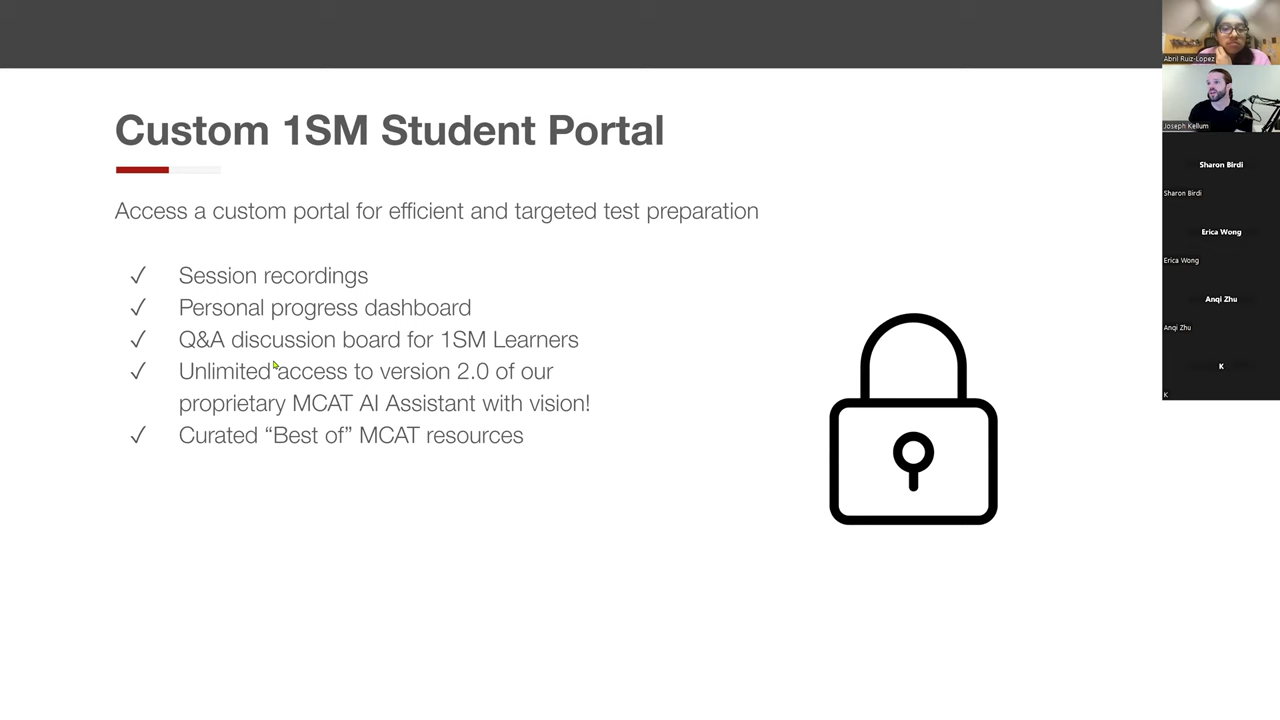 Custom 1SM Student Portal
Access a custom portal for efficient and targeted test preparation
✓ Session recordings
✓ Personal progress dashboard
✓ Q&A discussion board for 1SM Learners
✓ Unlimited access to version 2.0 of our
proprietary MCAT AI Assistant with vision!
✓ Curated “Best of” MCAT resources
Abril Ruiz-Lopez
Joseph Kellum
Sharon Birdi
Sharon Birdi
Erica Wong
Erica Wong
Anqi Zhu
Anqi Zhu
K
K